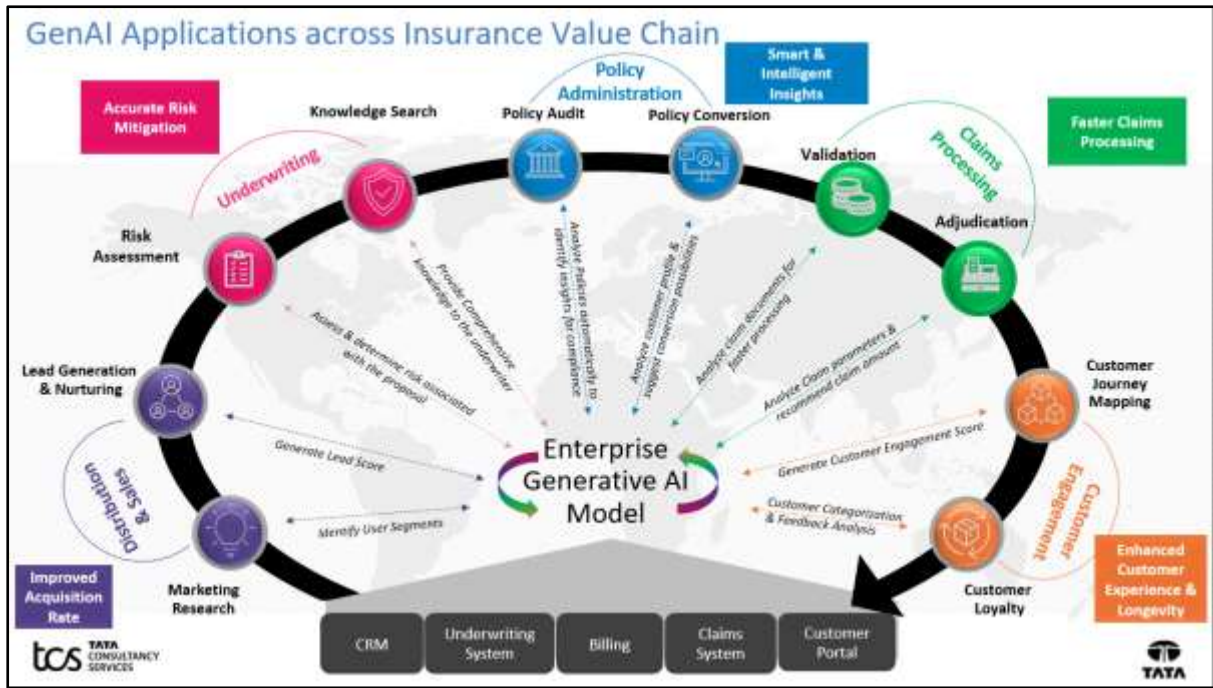 GenAI Applications across Insurance Value Chain
Accurate Risk
Mitigation
Knowledge Search
Underwriting
Risk
Assessment
Policy
Administration
Policy Audit
Policy Conversion
Smart &
Intelligent
Insights
Validation
Claims
Processing
Adjudication
Faster Claims
Processing
Lead Generation
& Nurturing
Distribution
& Sales
Marketing
Research
Improved
Acquisition
Rate
Customer
Journey
Mapping
Customer
Engagement
Customer
Loyalty
Enhanced
Customer
Experience &
Longevity
Identify User Segments
Generate Lead Score
Assess & determine risk associated
with the proposal
Provide Comprehensive
knowledge to the underwriter
Analyze Policies automatically to
identify insights for compliance
Analyze customer profile &
suggest conversion possibilities
Analyze claim documents for
faster processing
Analyze Claim parameters &
recommend claim amount
Generate Customer Engagement Score
Customer Categorization
& Feedback Analysis
Enterprise
Generative AI
Model
CRM
Underwriting
System
Billing
Claims
System
Customer
Portal
tcs
TATA
CONSULTANCY
SERVICES
TATA